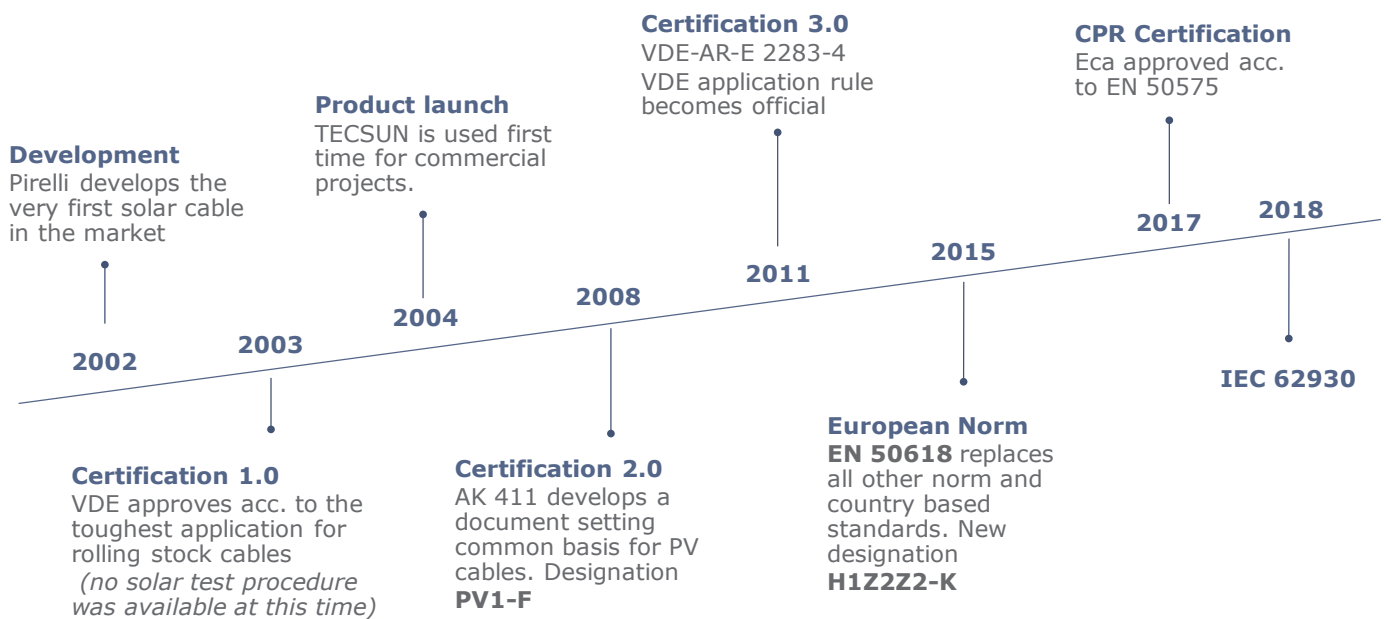 Development
Pirelli develops the
very first solar cable
in the market
2002
2003
Certification 1.0
VDE approves acc. to the
toughest application for
rolling stock cables
(no solar test procedure
was available at this time)
Product launch
TECSUN is used first
time for commercial
projects.
2004
2008
Certification 2.0
AK 411 develops a
document setting
common basis for PV
cables. Designation
PV1-F
Certification 3.0
VDE-AR-E 2283-4
VDE application rule
becomes official
2011
2015
European Norm
EN 50618 replaces
all other norm and
country based
standards. New
designation
H1Z2Z2-K
CPR Certification
Eca approved acc.
to EN 50575
2017
2018
IEC 62930